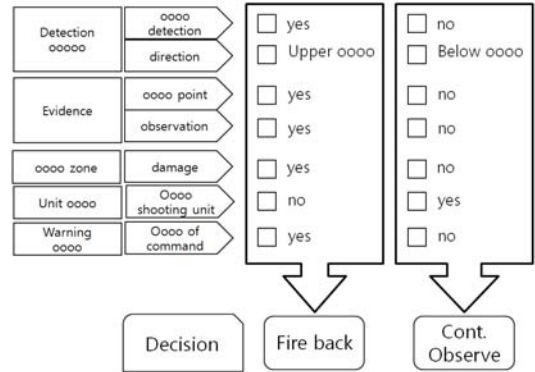 Detection
ooooo
oooo
detection
yes
no
direction
Upper oooo
Below oooo
Evidence
oooo point
yes
no
observation
yes
no
oooo zone
damage
yes
no
Unit oooo
Oooo
shooting unit
no
yes
Warning
oooo
Oooo of
command
yes
no
Decision
Fire back
Cont.
Observe